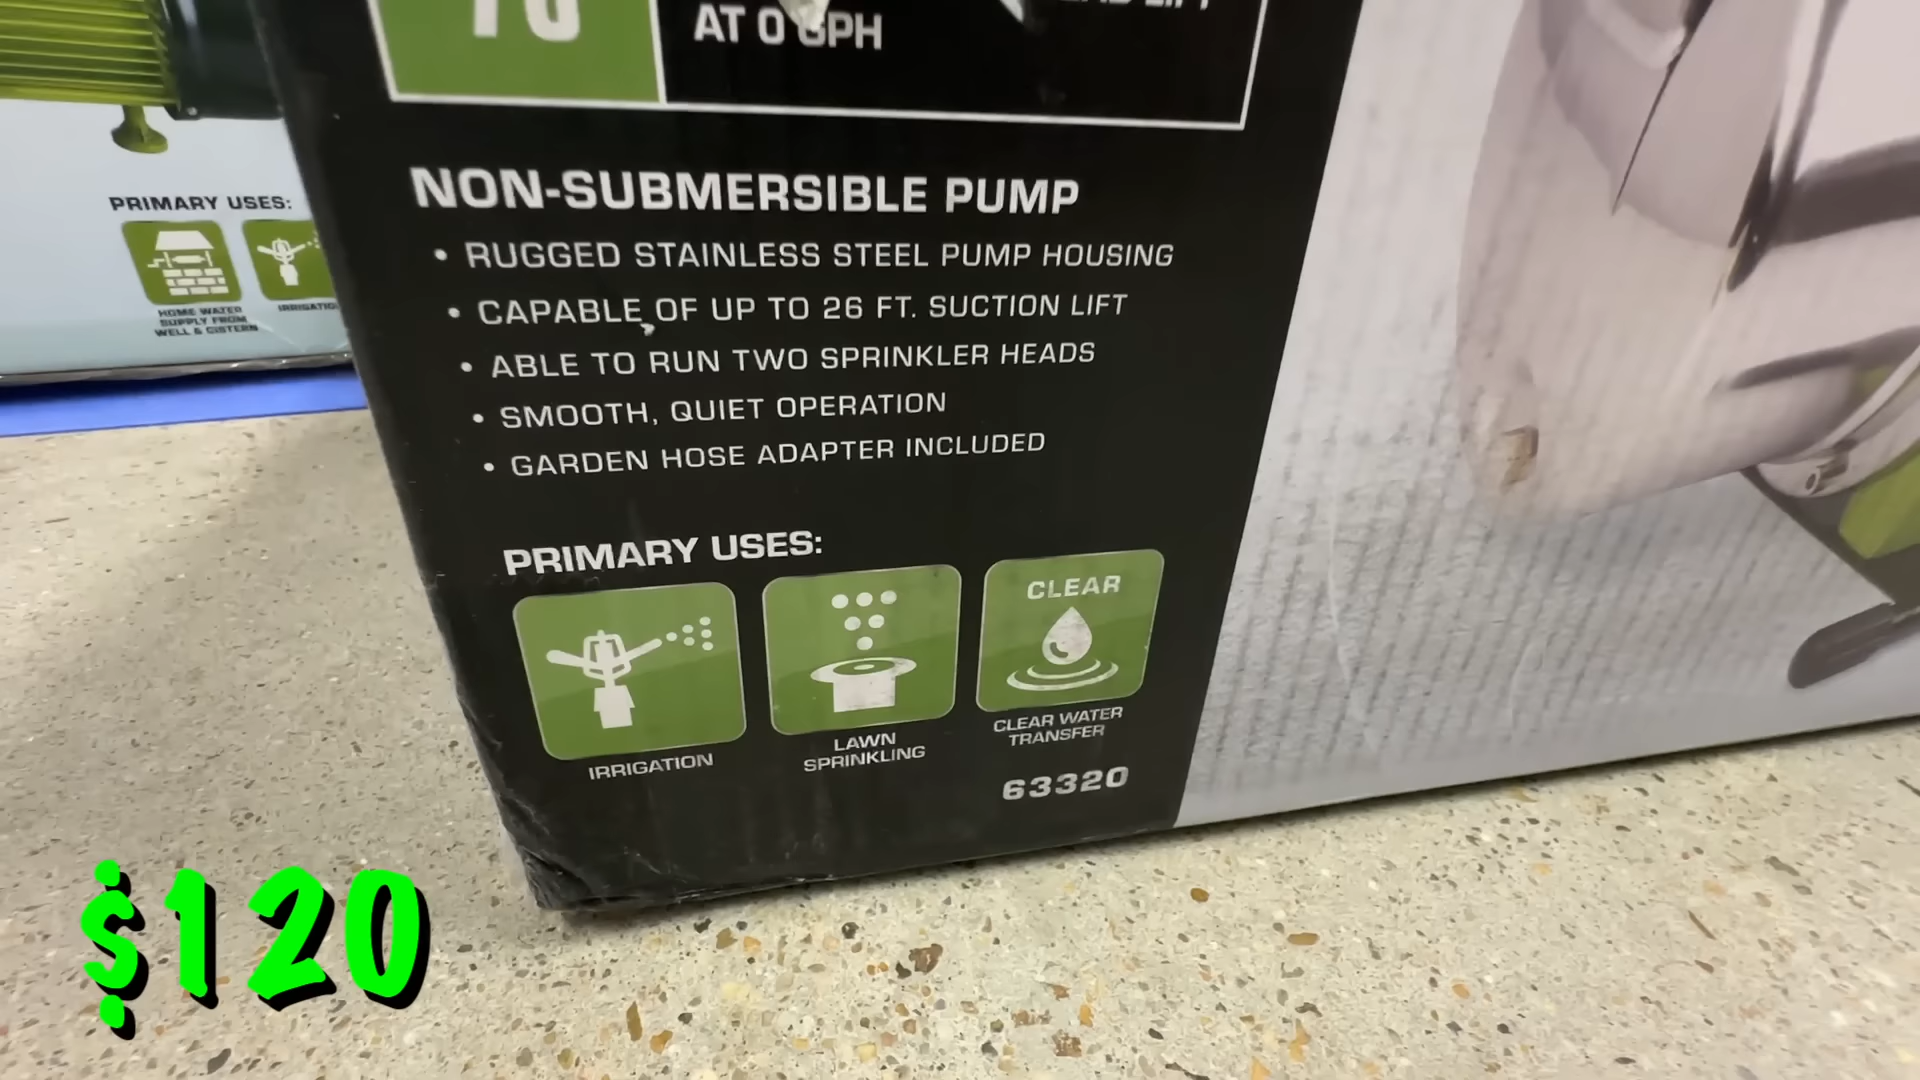 AT 0 GPH
NON-SUBMERSIBLE PUMP
• RUGGED STAINLESS STEEL PUMP HOUSING
• CAPABLE OF UP TO 26 FT. SUCTION LIFT
• ABLE TO RUN TWO SPRINKLER HEADS
• SMOOTH, QUIET OPERATION
• GARDEN HOSE ADAPTER INCLUDED
PRIMARY USES:
CLEAR
IRRIGATION
LAWN
SPRINKLING
CLEAR WATER
TRANSFER
63320
PRIMARY USES:
HOME WATER
SUPPLY FROM
WELL & CISTERN
$120